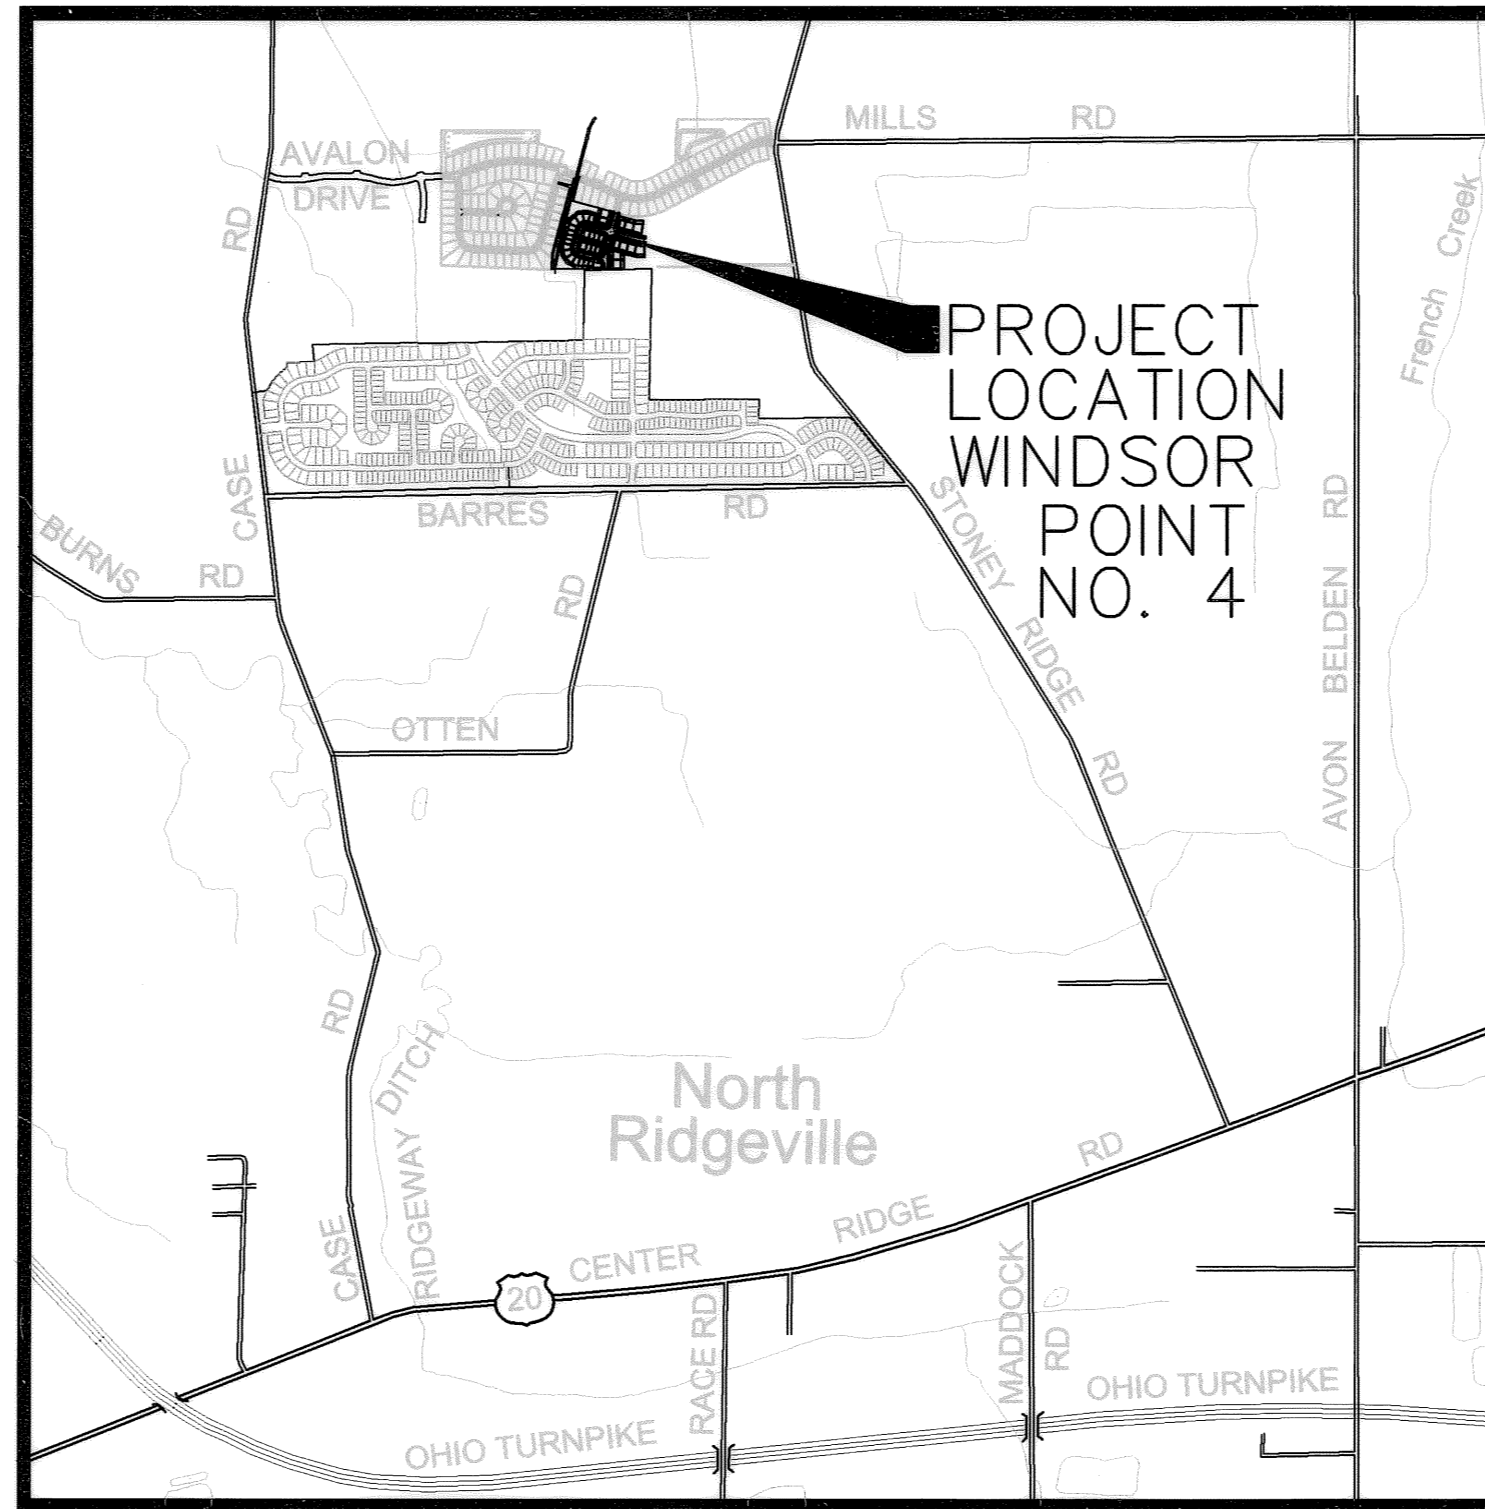 MILLS RD
AVALON
DRIVE
RD
French Creek
PROJECT
LOCATION
WINDSOR
POINT
NO. 4
CASE
BARRES RD
BURNS RD
RD
STONEY RIDGE RD
AVON BELDEN RD
OTTEN
RD
RIDGEWAY DITCH
North
Ridgeville
CASE
20
CENTER RIDGE RD
RACE RD
MADDOCK
RD
OHIO TURNPIKE
OHIO TURNPIKE